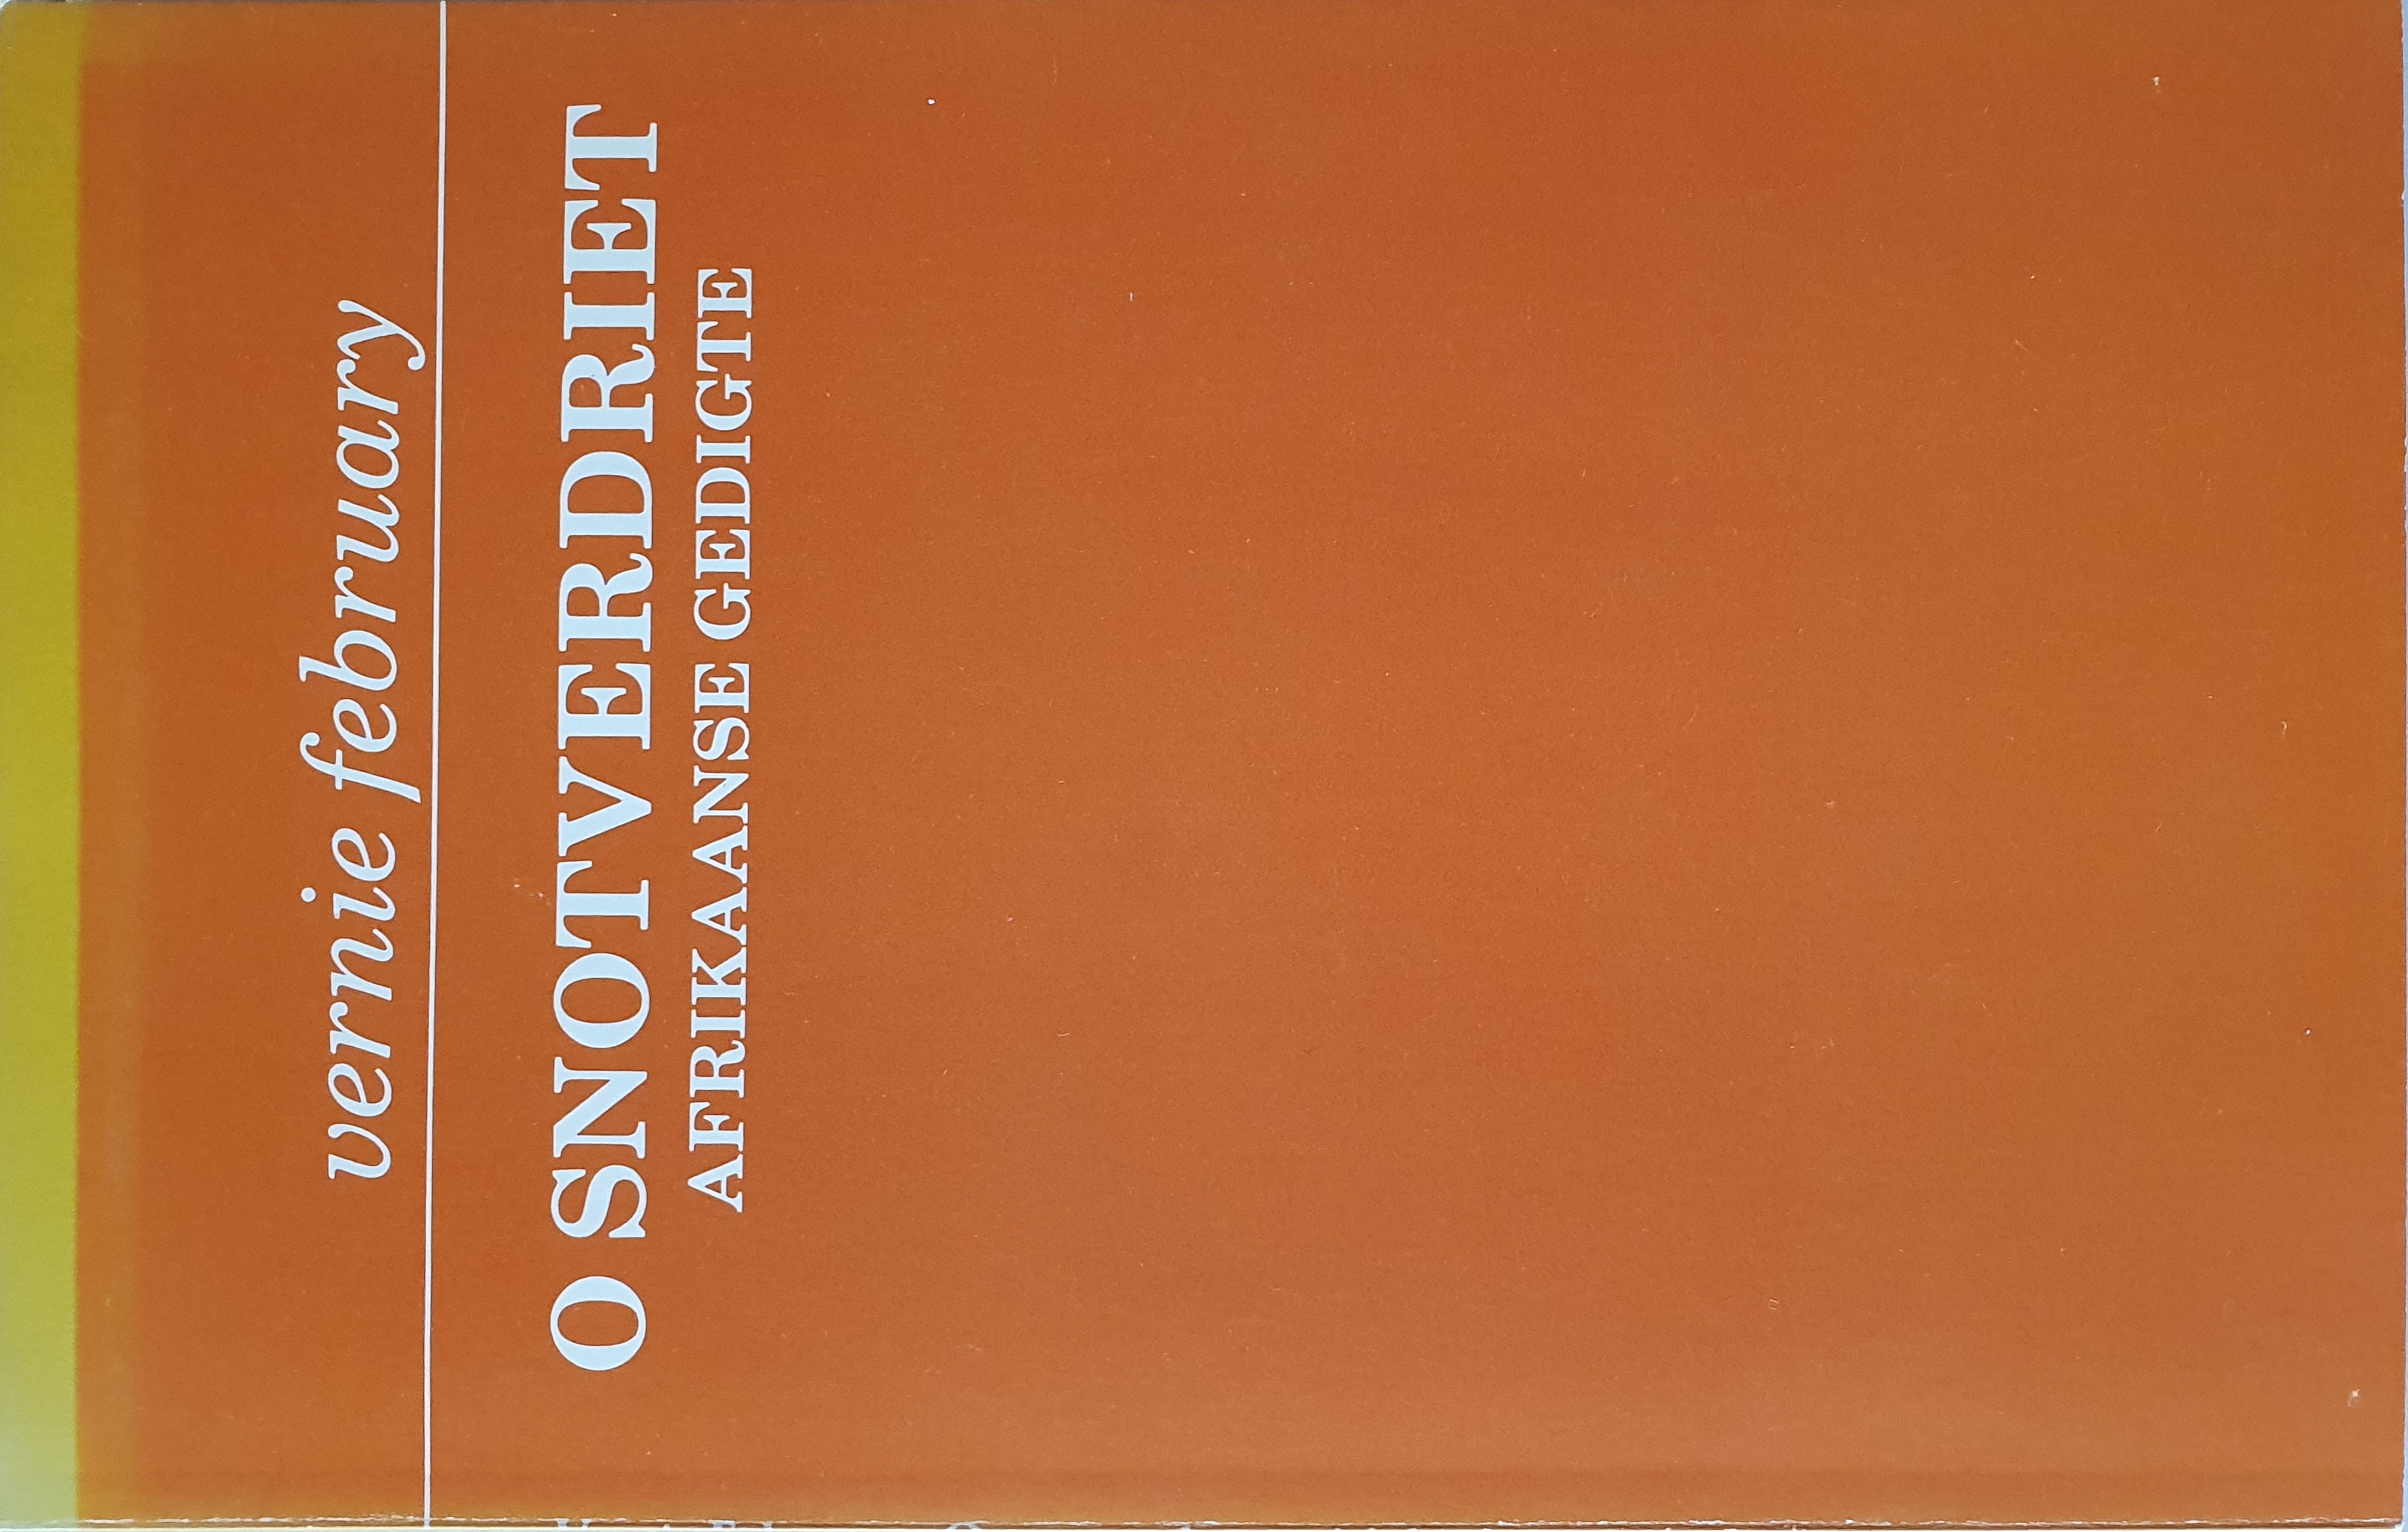 vernie february
O SNOTVERDRIET
AFRIKAANSE GEDIGTE